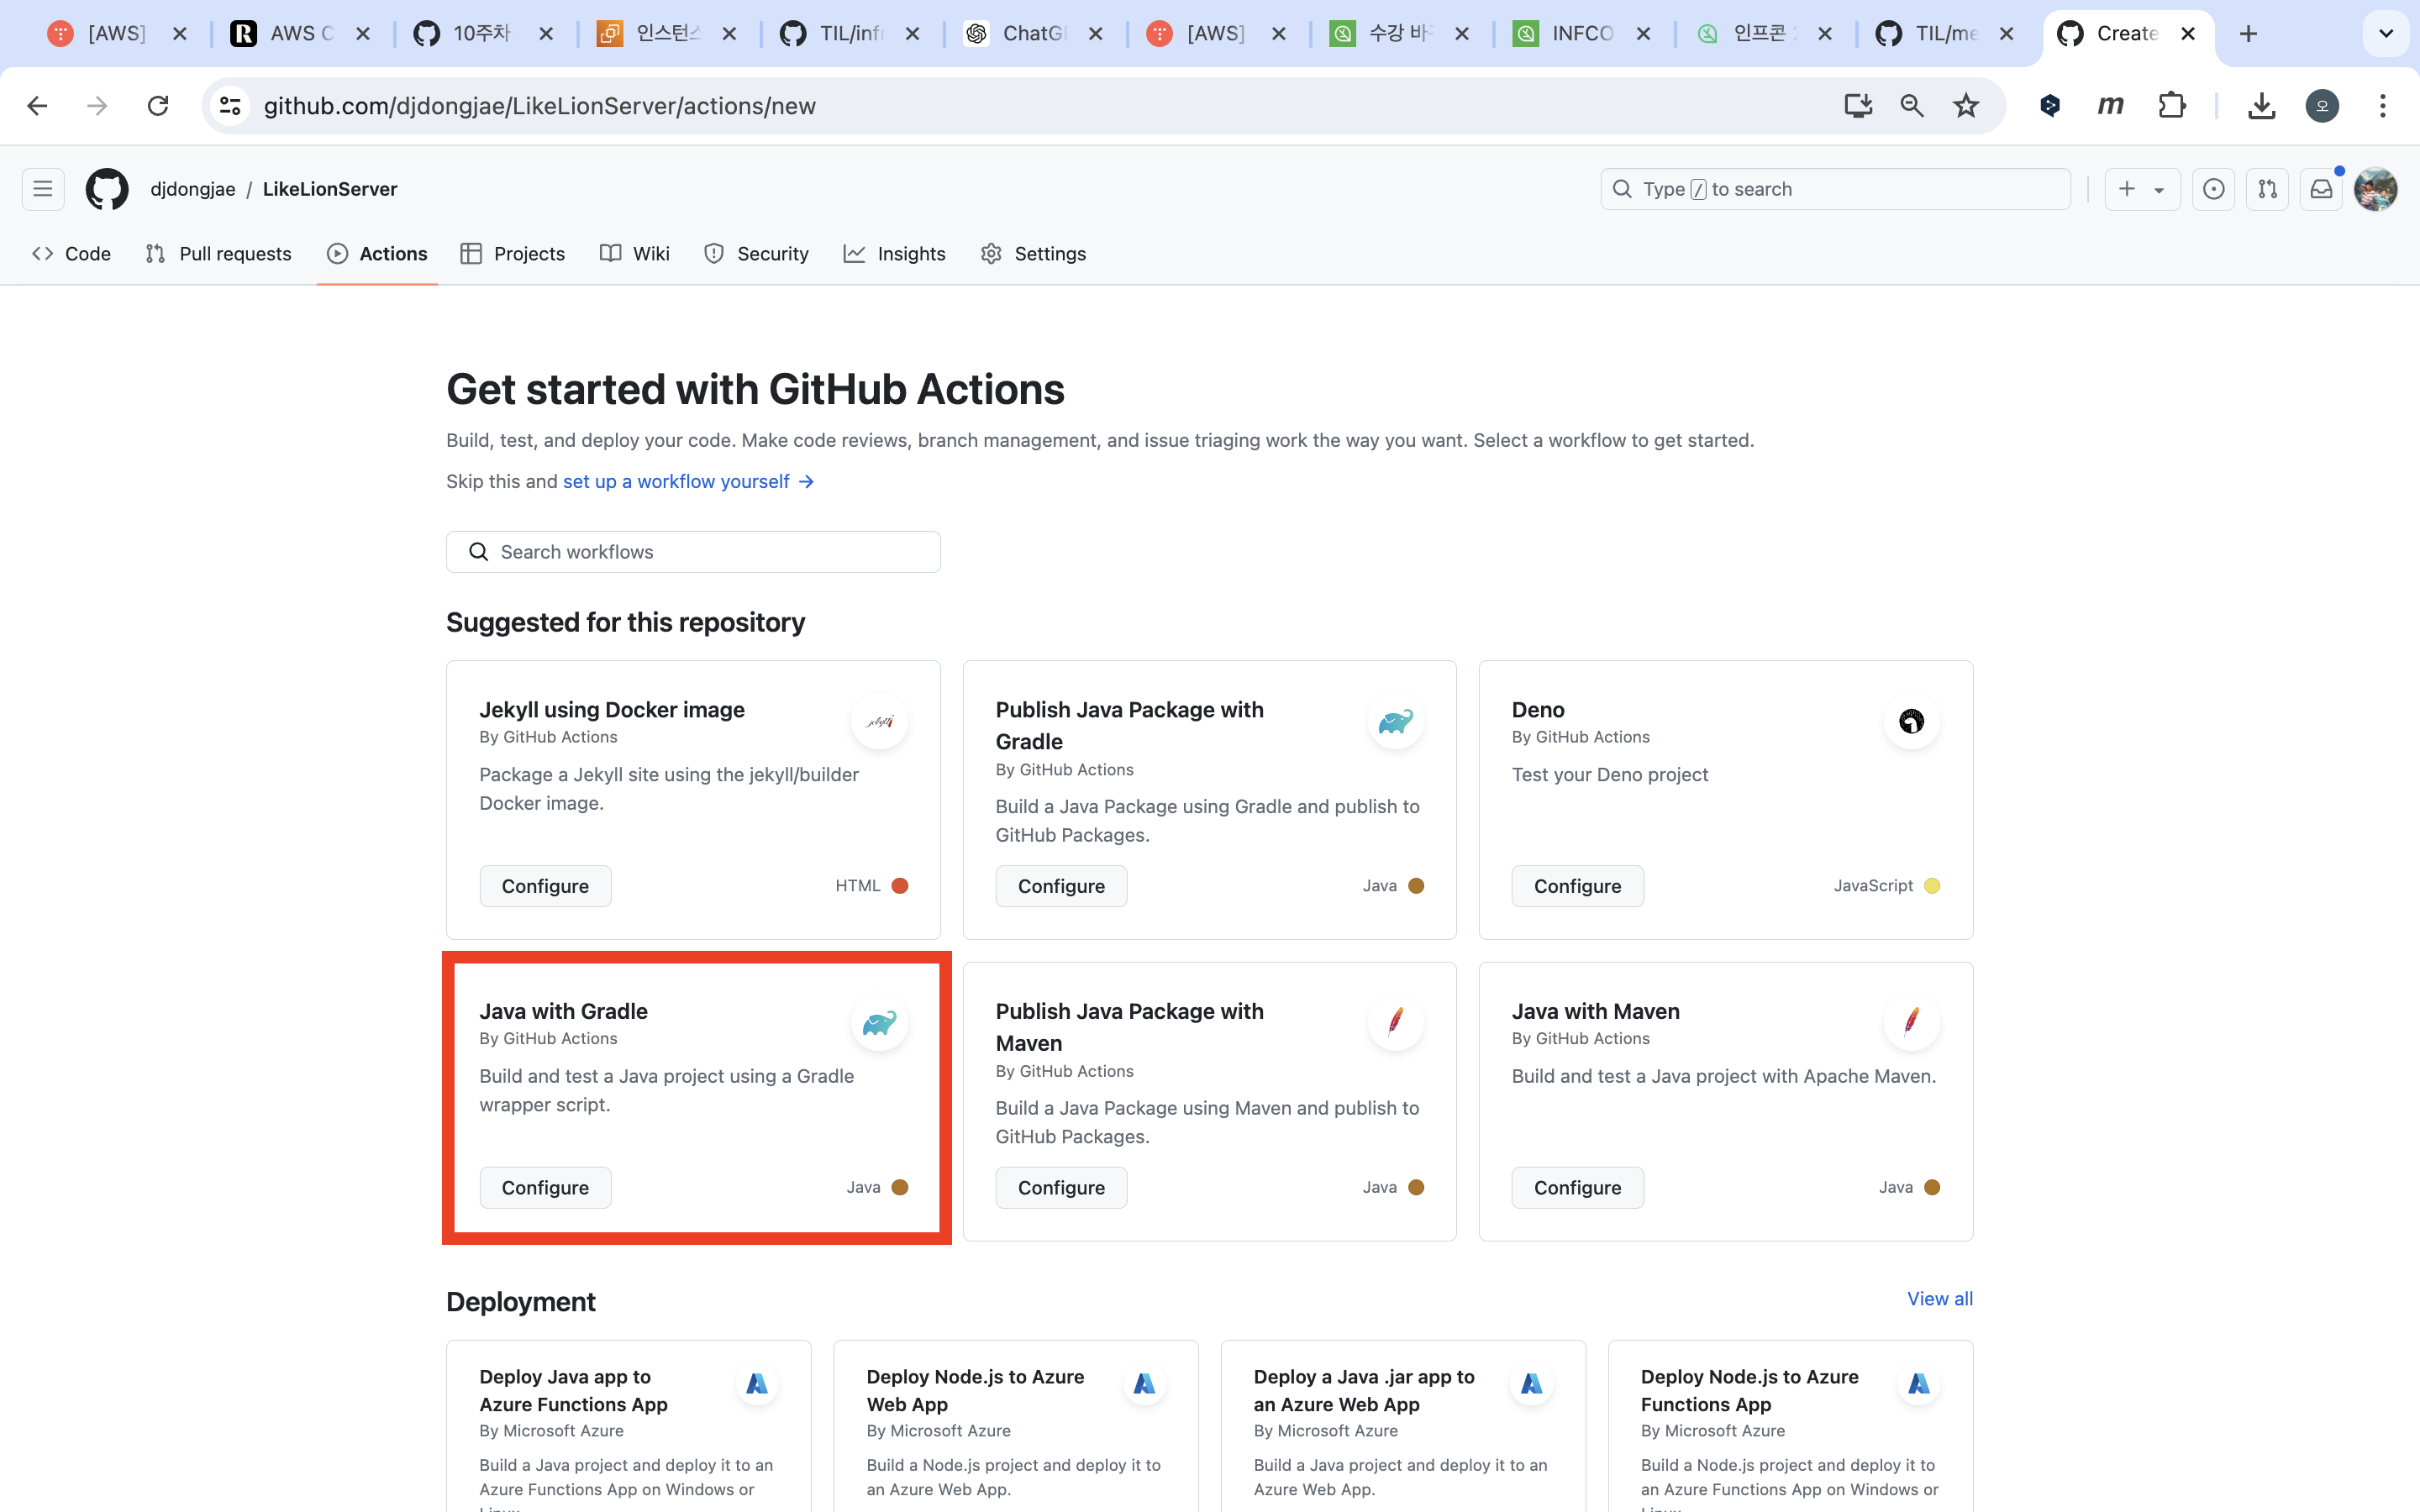 [AWS]
AWS C
10주차
인스턴스
TIL/infr
ChatGI
[AWS]
수강 바
INFCO
인프콘 2
TIL/me
Create
github.com/djdongjae/LikeLionServer/actions/new
m
오
djdongjae / LikeLionServer
Type / to search
Code
Pull requests
Actions
Projects
Wiki
Security
Insights
Settings
Get started with GitHub Actions
Build, test, and deploy your code. Make code reviews, branch management, and issue triaging work the way you want. Select a workflow to get started.
Skip this and set up a workflow yourself →
Search workflows
Suggested for this repository
Jekyll using Docker image
By GitHub Actions
Package a Jekyll site using the jekyll/builder
Docker image.
Configure
HTML
Publish Java Package with
Gradle
By GitHub Actions
Build a Java Package using Gradle and publish to
GitHub Packages.
Configure
Java
Deno
By GitHub Actions
Test your Deno project
Configure
JavaScript
Java with Gradle
By GitHub Actions
Build and test a Java project using a Gradle
wrapper script.
Configure
Java
Publish Java Package with
Maven
By GitHub Actions
Build a Java Package using Maven and publish to
GitHub Packages.
Configure
Java
Java with Maven
By GitHub Actions
Build and test a Java project with Apache Maven.
Configure
Java
Deployment
View all
Deploy Java app to
Azure Functions App
By Microsoft Azure
Build a Java project and deploy it to an
Azure Functions App on Windows or
Linux.
Deploy Node.js to Azure
Web App
By Microsoft Azure
Build a Node.js project and deploy it to
an Azure Web App.
Deploy a Java .jar app to
an Azure Web App
By Microsoft Azure
Build a Java project and deploy it to an
Azure Web App.
Deploy Node.js to Azure
Functions App
By Microsoft Azure
Build a Node.js project and deploy it to
an Azure Functions App on Windows or
Linux.